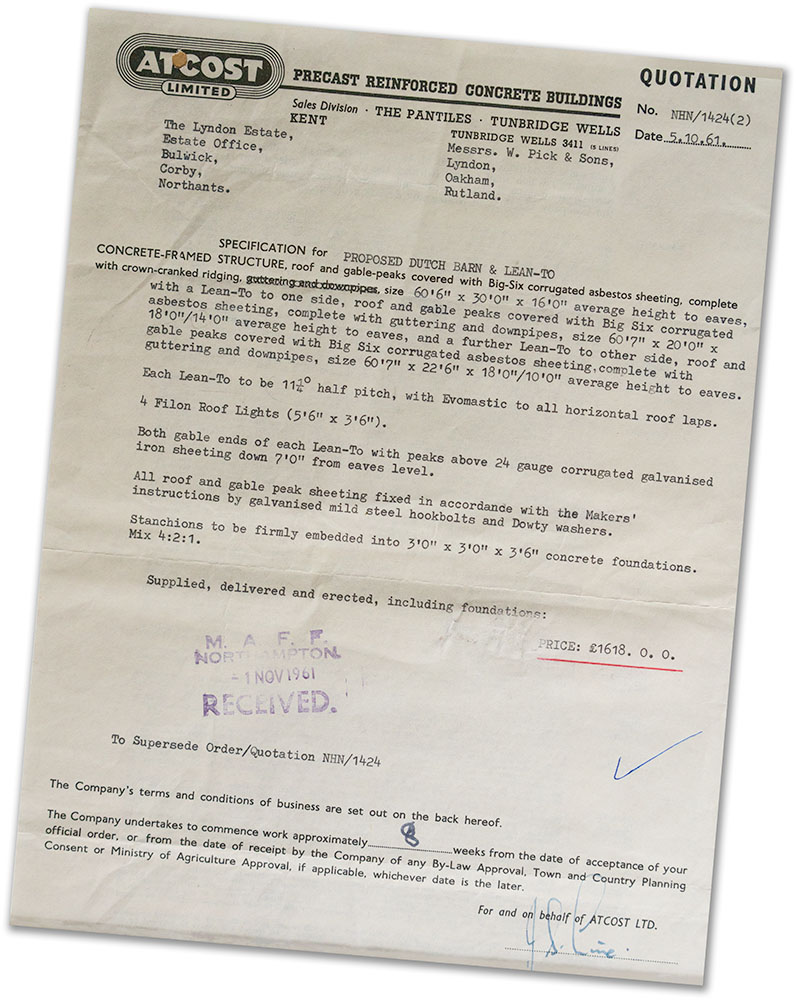 ATCOST
LIMITED
PRECAST REINFORCED CONCRETE BUILDINGS
Sales Division · THE PANTILES · TUNBRIDGE WELLS
KENT
TUNBRIDGE WELLS 3411 (5 LINES)
QUOTATION
No. NHN/1424(2)
Date 5.10.61.
The Lyndon Estate,
Estate Office,
Bulwick,
Corby,
Northants.
Messrs. W. Pick & Sons,
Lyndon,
Oakham,
Rutland.
SPECIFICATION for PROPOSED DUTCH BARN & LEAN-TO
CONCRETE-FRAMED STRUCTURE, roof and gable-peaks covered with Big-Six corrugated asbestos sheeting, complete
with crown-cranked ridging, guttering and downpipes, size 60'6" x 30'0" x 16'0" average height to eaves,
with a Lean-To to one side, roof and gable peaks covered with Big Six corrugated
asbestos sheeting, complete with guttering and downpipes, size 60'7" x 20'0" x
18'0"/14'0" average height to eaves, and a further Lean-To to other side, roof and
gable peaks covered with Big Six corrugated asbestos sheeting, complete with
guttering and downpipes, size 60'7" x 22'6" x 18'0"/10'0" average height to eaves.
Each Lean-To to be 11½° half pitch, with Evomastic to all horizontal roof laps.
4 Filon Roof Lights (5'6" x 3'6").
Both gable ends of each Lean-To with peaks above 24 gauge corrugated galvanised
iron sheeting down 7'0" from eaves level.
All roof and gable peak sheeting fixed in accordance with the Makers'
instructions by galvanised mild steel hookbolts and Dowty washers.
Stanchions to be firmly embedded into 3'0" x 3'0" x 3'6" concrete foundations.
Mix 4:2:1.
Supplied, delivered and erected, including foundations:
PRICE: £1618. 0. 0.
M. A. F. F.
NORTHAMPTON.
-1 NOV 1961
RECEIVED.
To Supersede Order/Quotation NHN/1424
The Company's terms and conditions of business are set out on the back hereof.
The Company undertakes to commence work approximately 8 weeks from the date of acceptance of your
official order, or from the date of receipt by the Company of any By-Law Approval, Town and Country Planning
Consent or Ministry of Agriculture Approval, if applicable, whichever date is the later.
For and on behalf of ATCOST LTD.